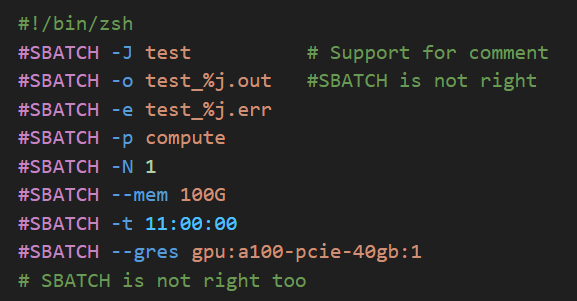 #!/bin/zsh
#SBATCH -J test          # Support for comment
#SBATCH -o test_%j.out   #SBATCH is not right
#SBATCH -e test_%j.err
#SBATCH -p compute
#SBATCH -N 1
#SBATCH --mem 100G
#SBATCH -t 11:00:00
#SBATCH --gres gpu:a100-pcie-40gb:1
# SBATCH is not right too